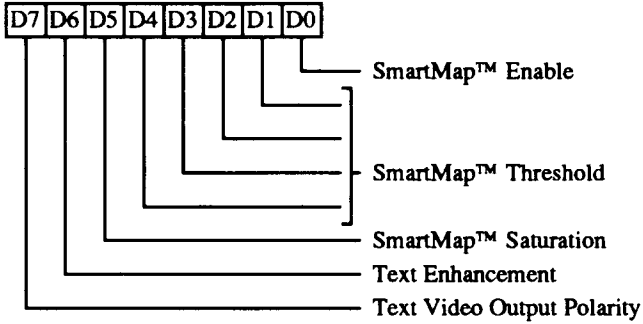 D7 D6 D5 D4 D3 D2 D1 D0
SmartMap™ Enable
SmartMap™ Threshold
SmartMap™ Saturation
Text Enhancement
Text Video Output Polarity